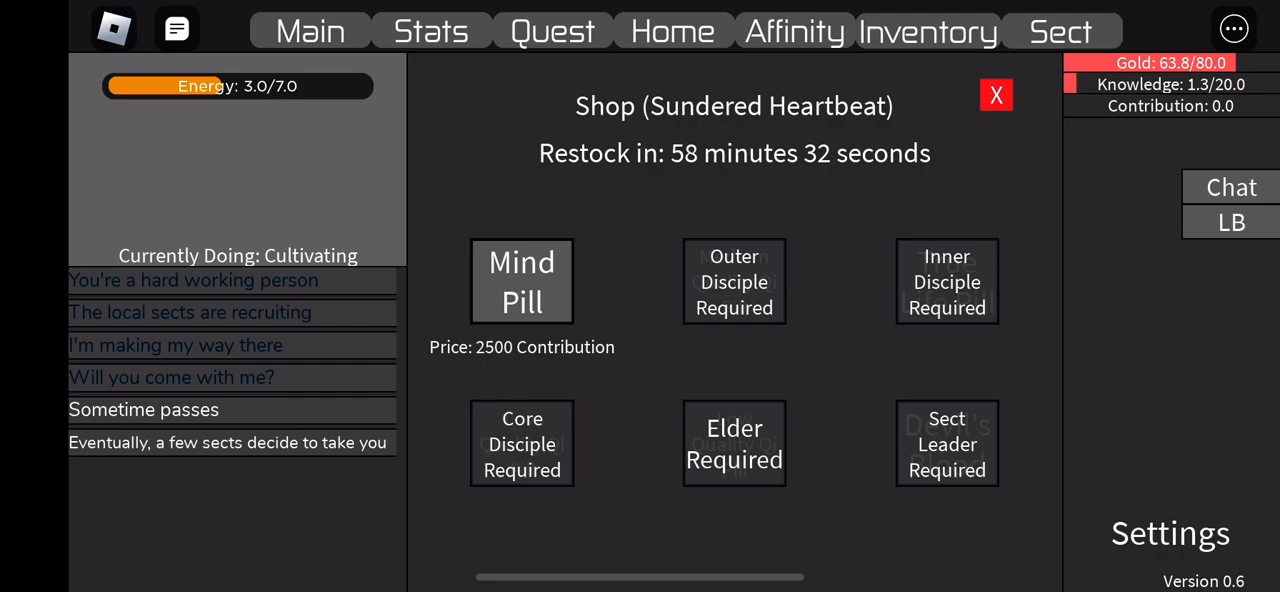 Main
Stats
Quest
Home
Affinity
Inventory
Sect
Energy: 3.0/7.0
Currently Doing: Cultivating
You're a hard working person
The local sects are recruiting
I'm making my way there
Will you come with me?
Sometime passes
Eventually, a few sects decide to take you
Shop (Sundered Heartbeat)
X
Restock in: 58 minutes 32 seconds
Mind
Pill
Price: 2500 Contribution
Outer
Disciple
Required
Inner
Disciple
Required
Core
Disciple
Required
Elder
Required
Sect
Leader
Required
Gold: 63.8/80.0
Knowledge: 1.3/20.0
Contribution: 0.0
Chat
LB
Settings
Version 0.6